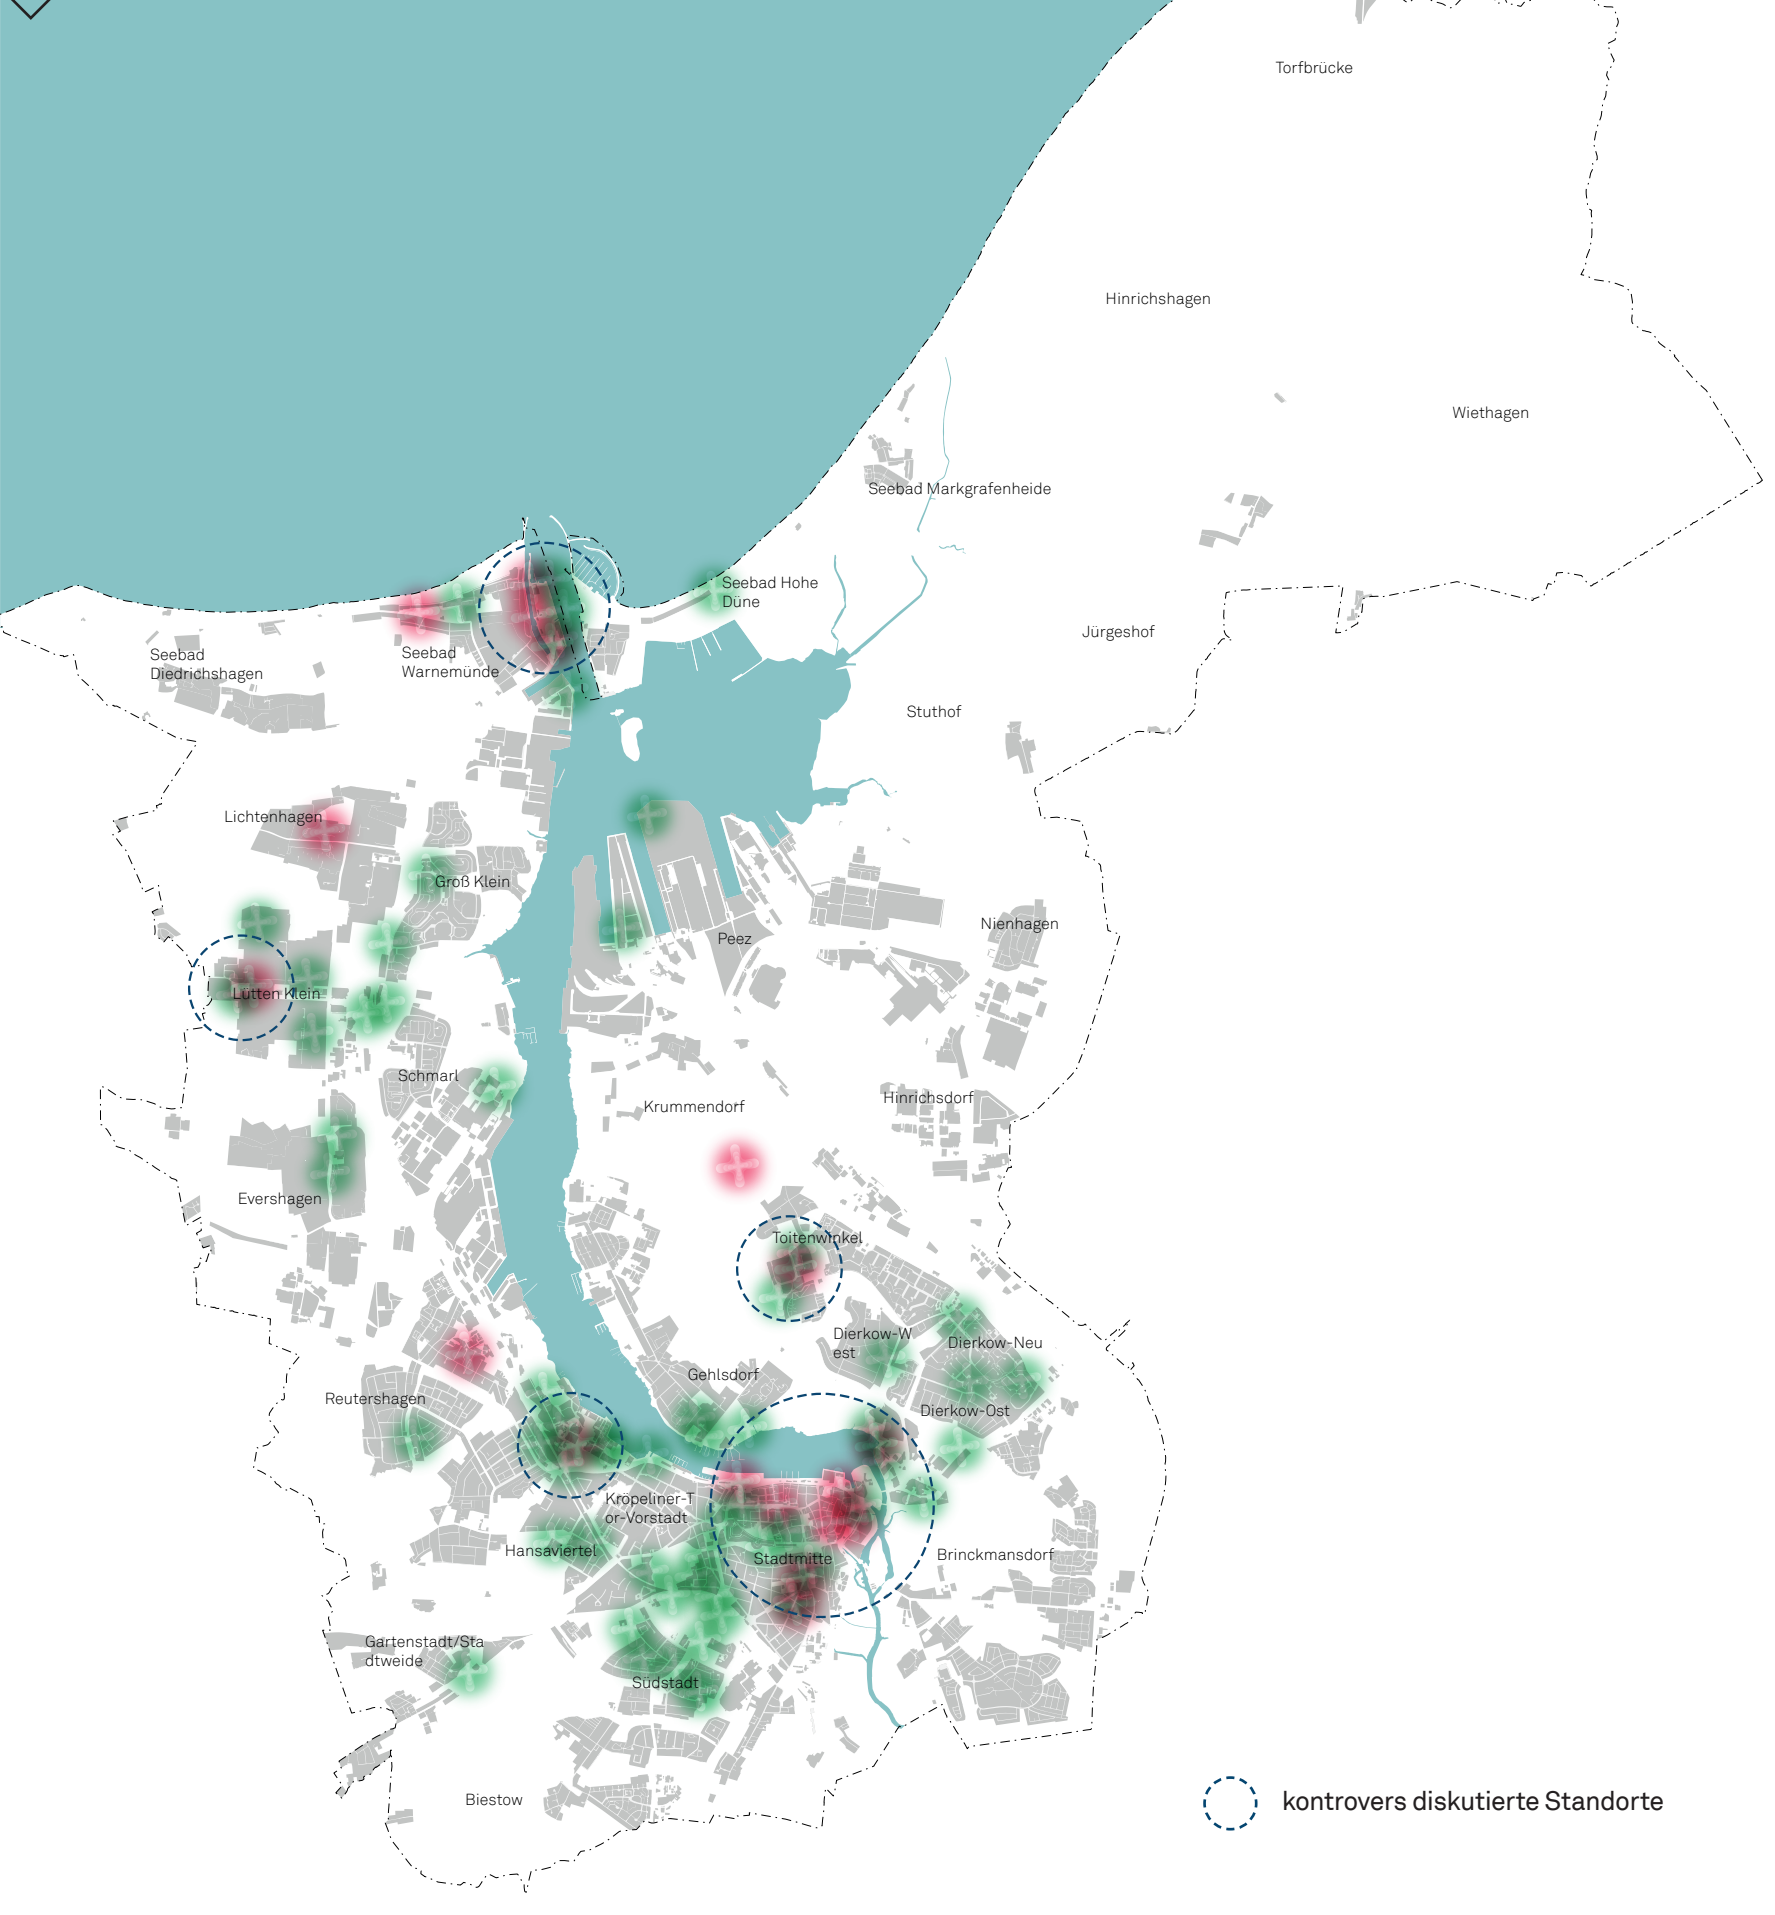 Torfbrücke
Hinrichshagen
Wiethagen
Seebad Markgrafenheide
Seebad Hohe
Düne
Jürgeshof
Seebad
Diedrichshagen
Seebad
Warnemünde
Stuthof
Lichtenhagen
Groß Klein
Nienhagen
Peez
Lütten Klein
Schmarl
Hinrichsdorf
Krummendorf
Evershagen
Toitenwinkel
Dierkow-W
est
Dierkow-Neu
Gehlsdorf
Reutershagen
Dierkow-Ost
Kröpeliner-T
or-Vorstadt
Hansaviertel
Stadtmitte
Brinckmansdorf
Gartenstadt/Sta
dtweide
Südstadt
Biestow
kontrovers diskutierte Standorte